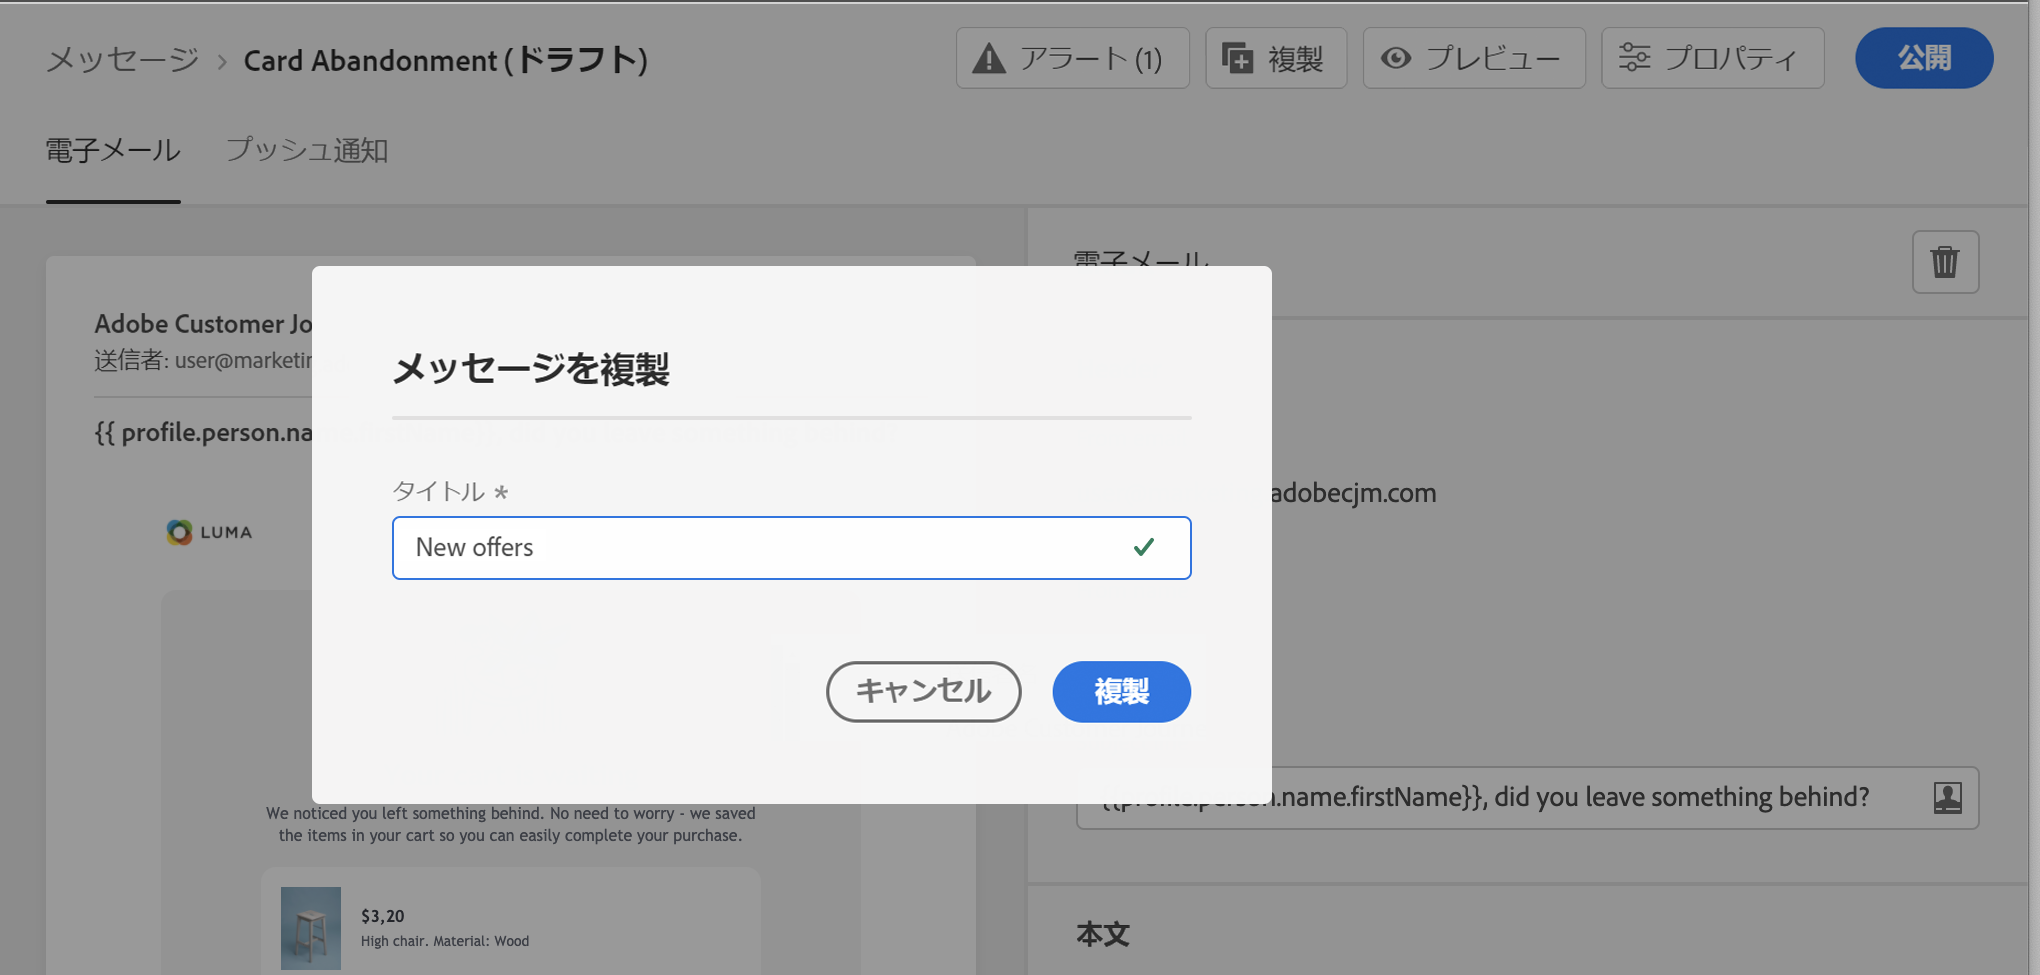 メッセージ > Card Abandonment (ドラフト)
アラート (1)
複製
プレビュー
プロパティ
公開
電子メール
プッシュ通知
電子メール
Adobe Customer Jo
送信者: user@marketin
{{ profile.person.na
LUMA
メッセージを複製
タイトル *
New offers
キャンセル
複製
adobecjm.com
{{profile.person.name.firstName}}, did you leave something behind?
We noticed you left something behind. No need to worry - we saved
the items in your cart so you can easily complete your purchase.
$3,20
High chair. Material: Wood
本文